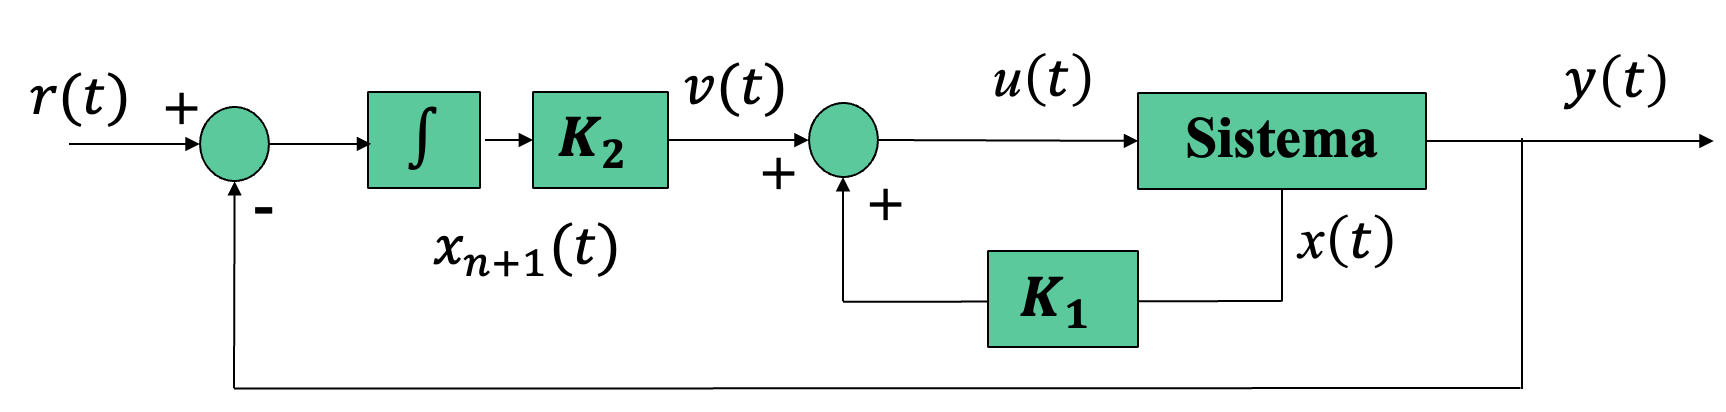 r(t)
+
-
∫
K₂
v(t)
+
+
u(t)
Sistema
y(t)
xₙ₊₁(t)
K₁
x(t)